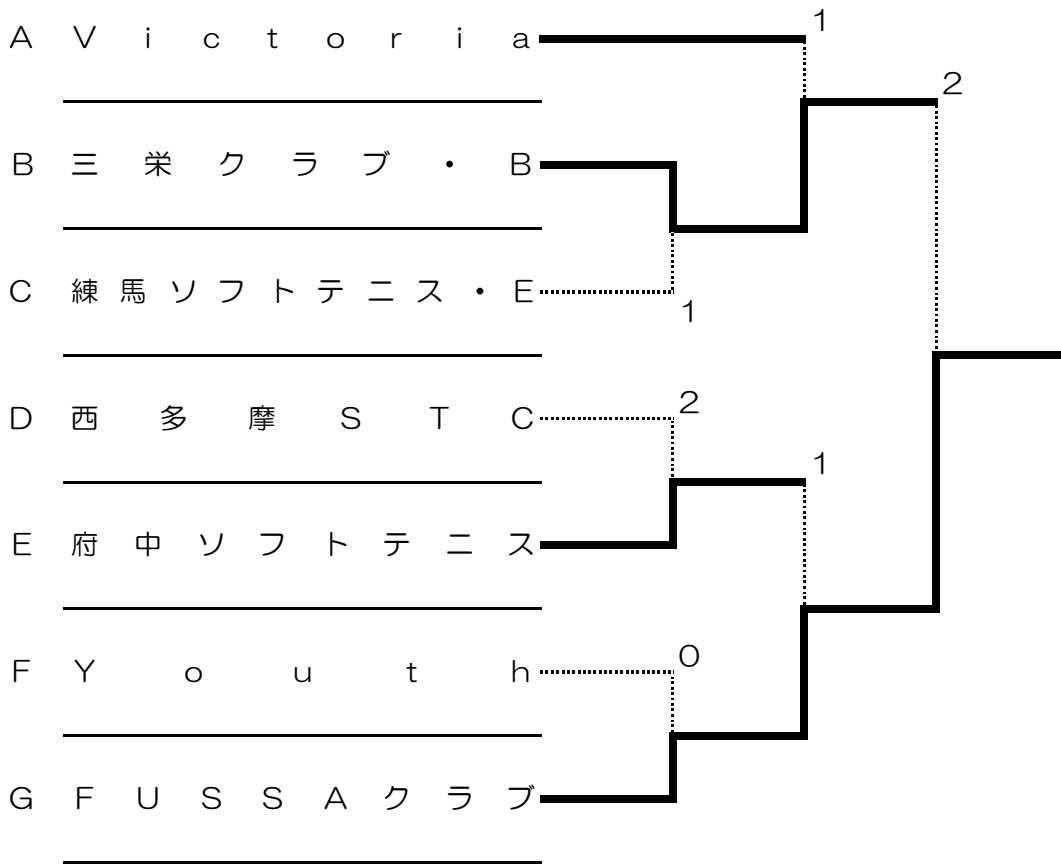 A Victoria
1
2
B 三栄クラブ・B
C 練馬ソフトテニス・E
1
D 西多摩STC
2
1
E 府中ソフトテニス
F Youth
0
G FUSSAクラブ